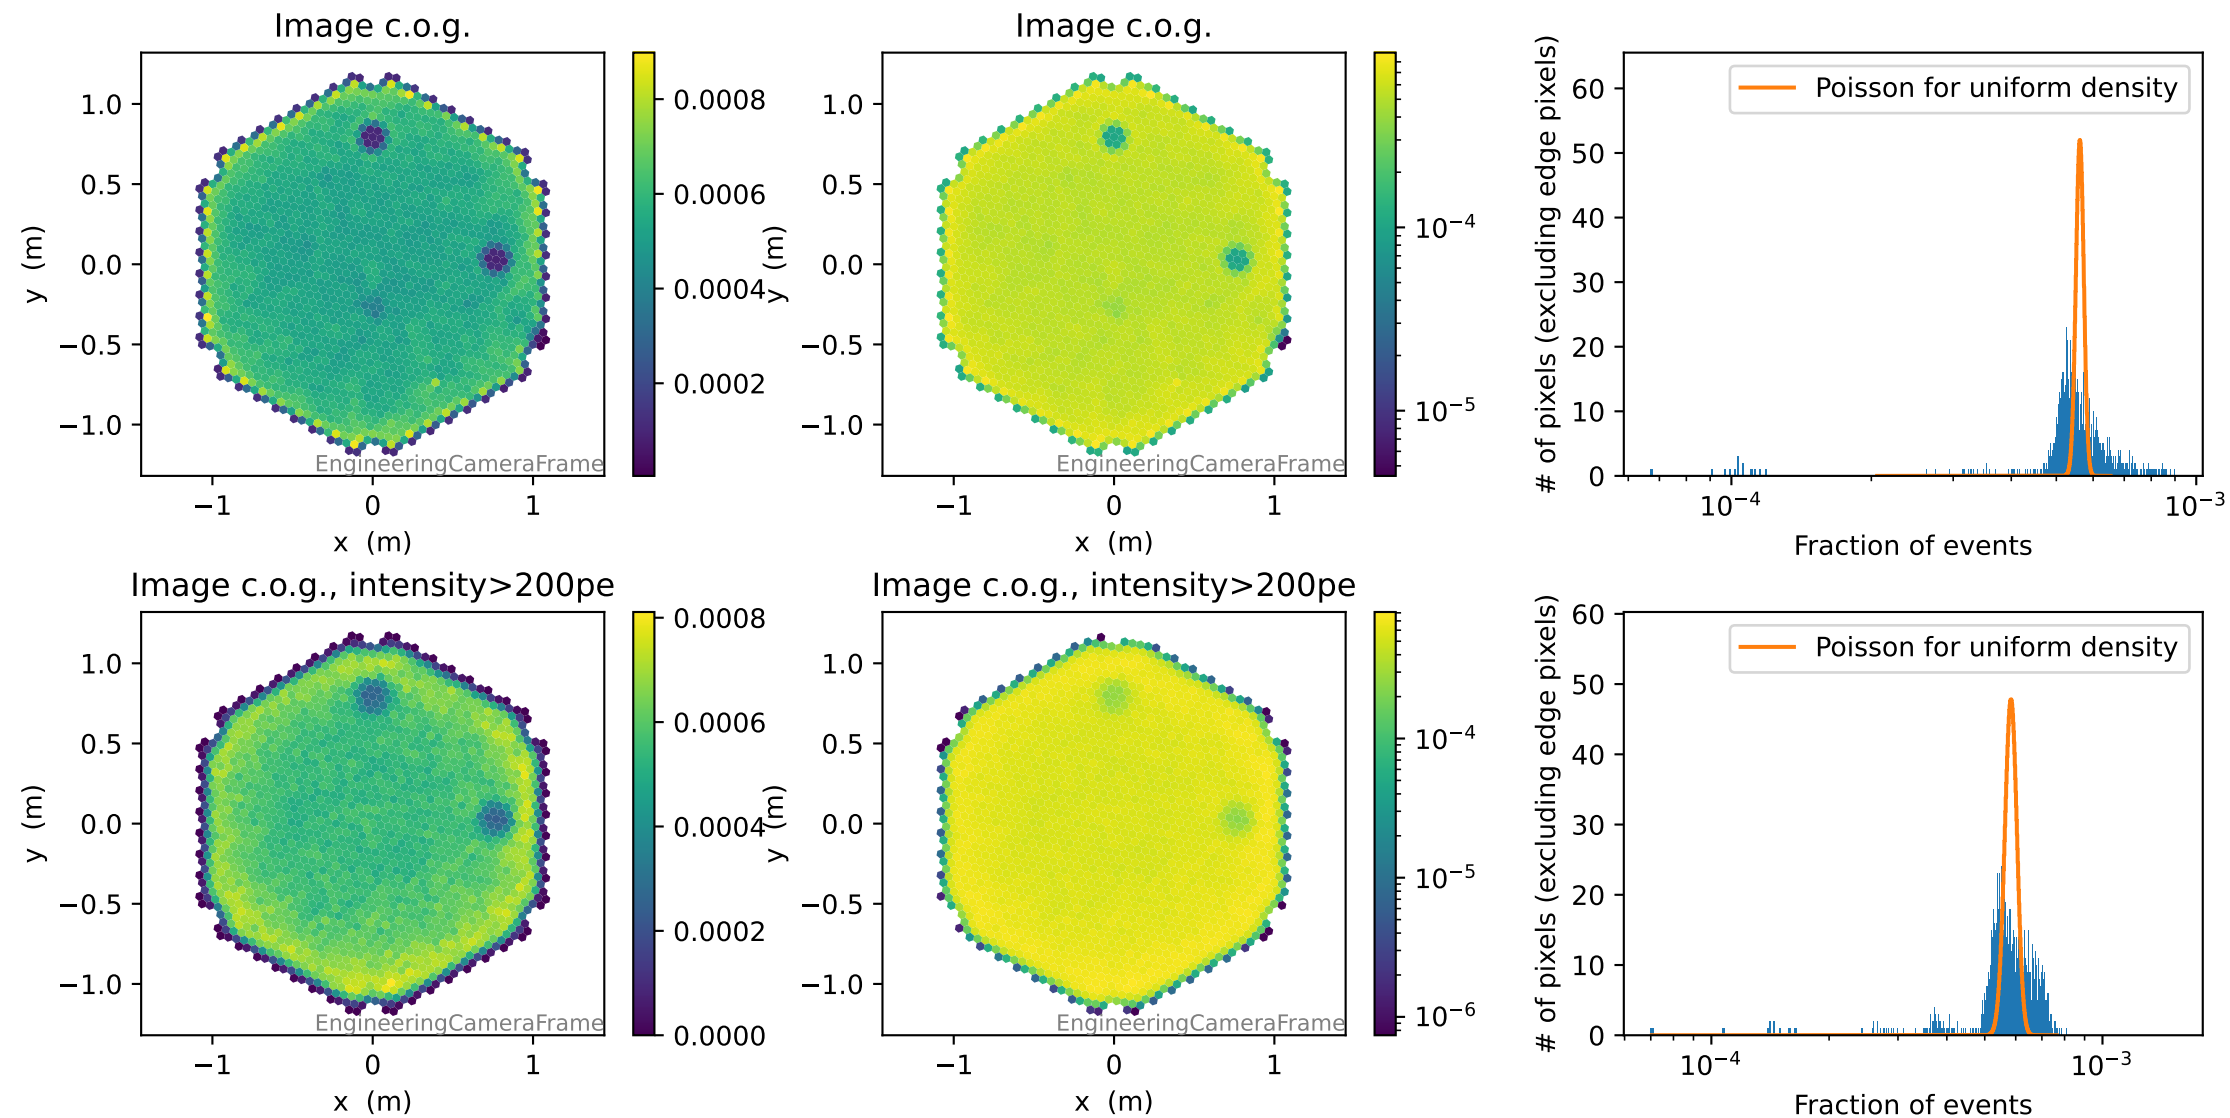 Image c.o.g.
y (m)
1.0
0.5
0.0
−0.5
−1.0
−1
0
1
x (m)
EngineeringCameraFrame
0.0008
0.0006
0.0004
0.0002
Image c.o.g.
y (m)
1.0
0.5
0.0
−0.5
−1.0
−1
0
1
x (m)
EngineeringCameraFrame
10−4
10−5
# of pixels (excluding edge pixels)
60
50
40
30
20
10
0
Poisson for uniform density
10−4
10−3
Fraction of events
Image c.o.g., intensity>200pe
y (m)
1.0
0.5
0.0
−0.5
−1.0
−1
0
1
x (m)
EngineeringCameraFrame
0.0008
0.0006
0.0004
0.0002
0.0000
Image c.o.g., intensity>200pe
y (m)
1.0
0.5
0.0
−0.5
−1.0
−1
0
1
x (m)
EngineeringCameraFrame
10−4
10−5
10−6
# of pixels (excluding edge pixels)
60
50
40
30
20
10
0
Poisson for uniform density
10−4
10−3
Fraction of events